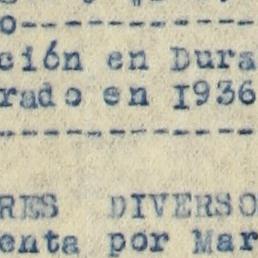 o-----------
ción en Dura
rado en 1936
------------
RES DIVERSO
enta por Mar